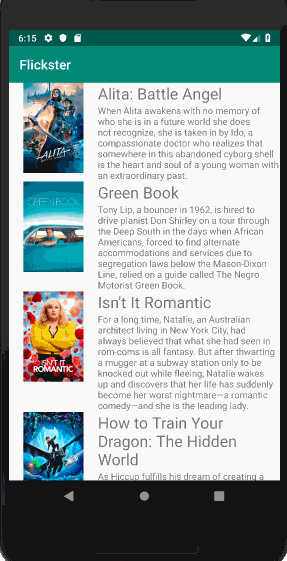 6:15
Flickster
Alita: Battle Angel
When Alita awakens with no memory of
who she is in a future world she does
not recognize, she is taken in by Ido, a
compassionate doctor who realizes that
somewhere in this abandoned cyborg shell
is the heart and soul of a young woman with
an extraordinary past.
ALITA
Green Book
Tony Lip, a bouncer in 1962, is hired to
drive pianist Don Shirley on a tour through
the Deep South in the days when African
Americans, forced to find alternate
accommodations and services due to
segregation laws below the Mason-Dixon
Line, relied on a guide called The Negro
Motorist Green Book.
GREEN BOOK
Isn't It Romantic
For a long time, Natalie, an Australian
architect living in New York City, had
always believed that what she had seen in
rom-coms is all fantasy. But after thwarting
a mugger at a subway station only to be
knocked out while fleeing, Natalie wakes
up and discovers that her life has suddenly
become her worst nightmare—a romantic
comedy—and she is the leading lady.
ISN'T IT
ROMANTIC
How to Train Your
Dragon: The Hidden
World
As Hiccup fulfills his dream of creating a